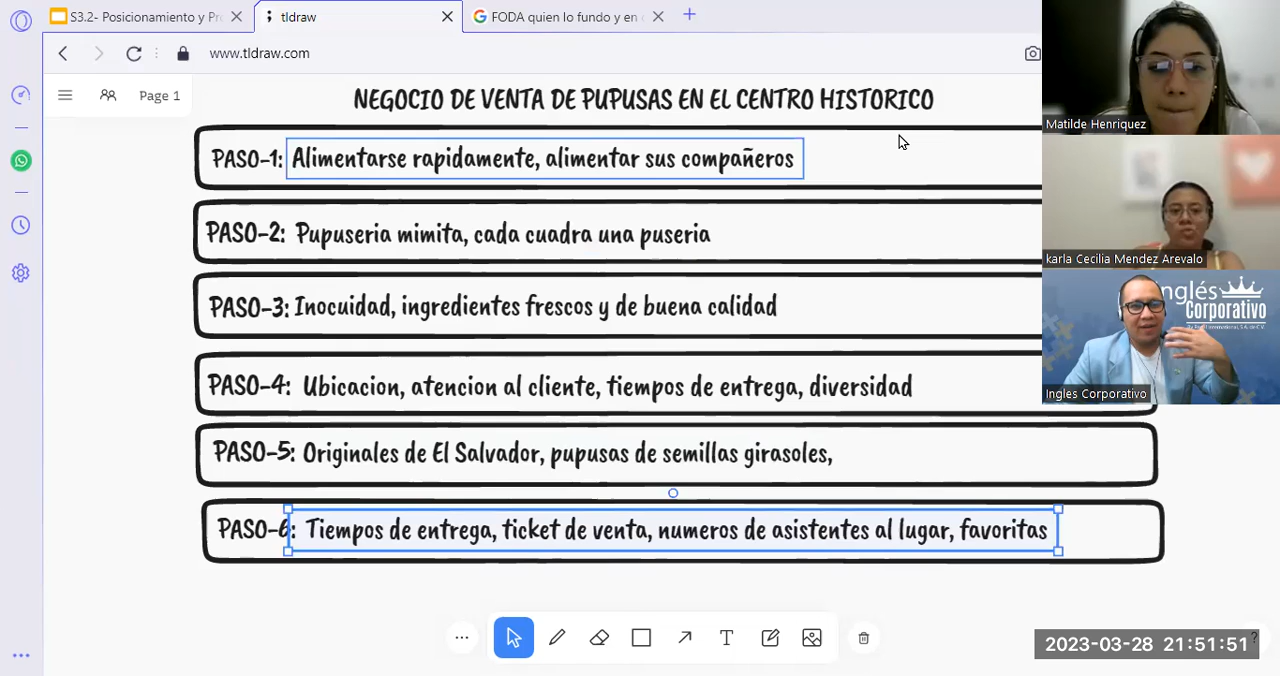 S3.2- Posicionamiento y Pr
tldraw
FODA quien lo fundo y en
www.tldraw.com
Page 1
NEGOCIO DE VENTA DE PUPUSAS EN EL CENTRO HISTORICO
PASO-1: Alimentarse rapidamente, alimentar sus compañeros
PASO-2: Pupuseria mimita, cada cuadra una puseria
PASO-3: Inocuidad, ingredientes frescos y de buena calidad
PASO-4: Ubicacion, atencion al cliente, tiempos de entrega, diversidad
PASO-5: Originales de El Salvador, pupusas de semillas girasoles,
PASO-6: Tiempos de entrega, ticket de venta, numeros de asistentes al lugar, favoritas
Matilde Henriquez
karla Cecilia Mendez Arevalo
nglés
Corporativo
Ingles Corporativo
2023-03-28 21:51:51
?